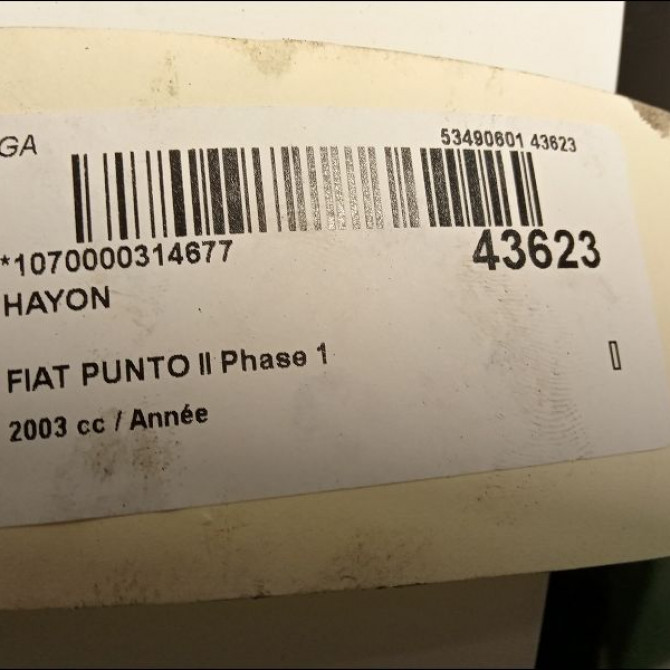 GA
53490601 43623
*1070000314677
43623
HAYON
FIAT PUNTO II Phase 1
2003 cc / Année